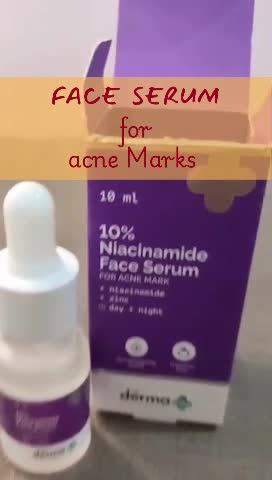 FACE SERUM
for
acne Marks
10 ml
10%
Niacinamide
Face Serum
FOR ACNE MARK
niacinamide
zinc
day + night
derma
derma